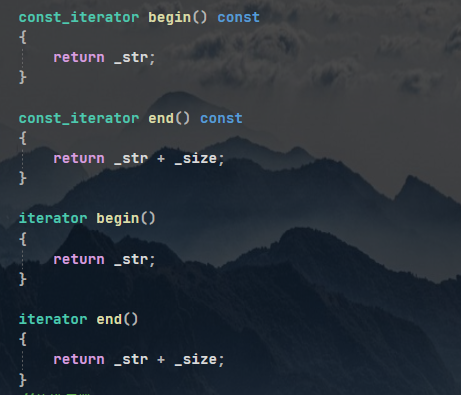 const_iterator begin() const
{
    return _str;
}
const_iterator end() const
{
    return _str + _size;
}
iterator begin()
{
    return _str;
}
iterator end()
{
    return _str + _size;
}